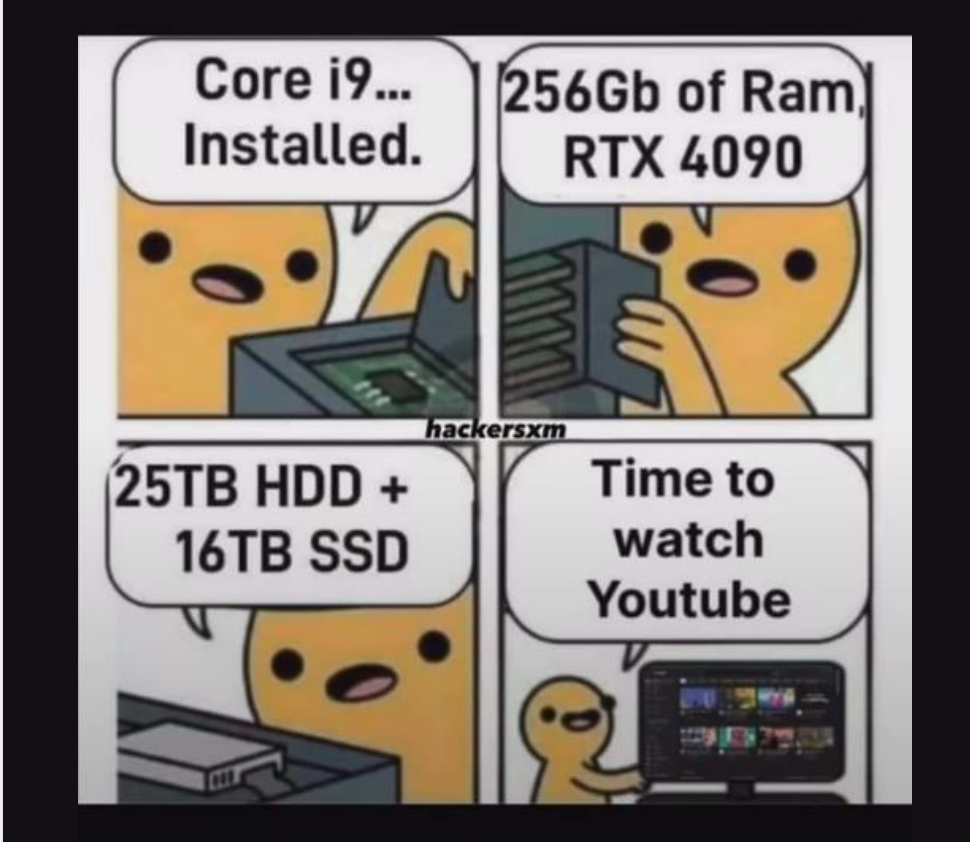 Core i9...
Installed.
256Gb of Ram,
RTX 4090
hackersxm
25TB HDD +
16TB SSD
Time to
watch
Youtube